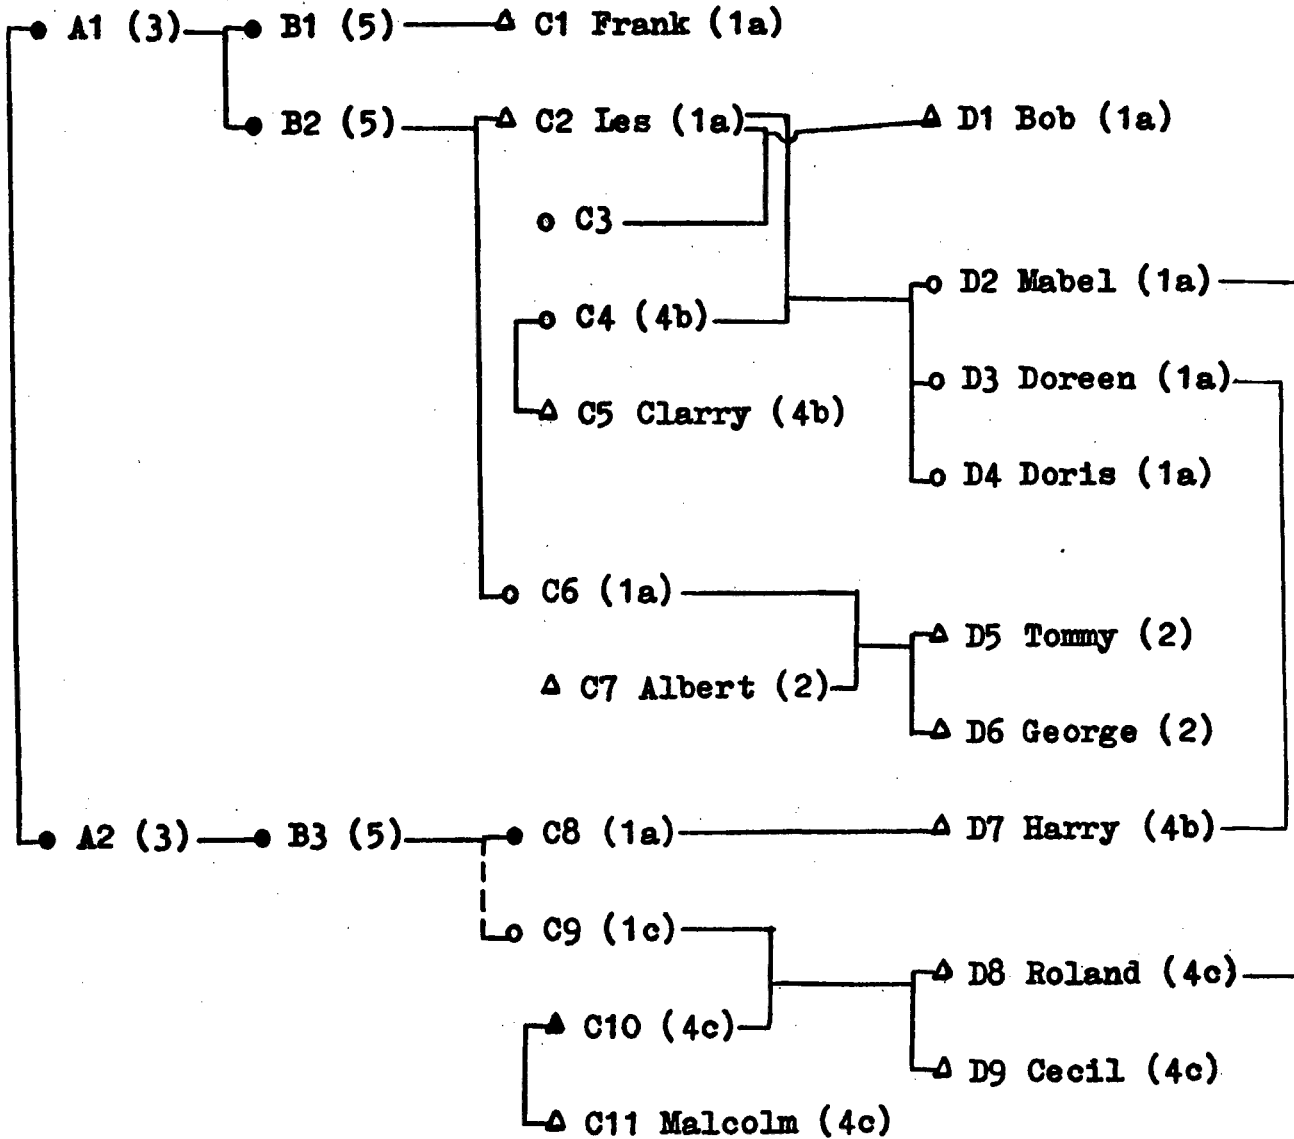 A1 (3) B1 (5) C1 Frank (1a)
B2 (5) C2 Les (1a) D1 Bob (1a)
C3
D2 Mabel (1a)
C4 (4b)
D3 Doreen (1a)
C5 Clarry (4b)
D4 Doris (1a)
C6 (1a)
D5 Tommy (2)
C7 Albert (2)
D6 George (2)
A2 (3) B3 (5) C8 (1a) D7 Harry (4b)
C9 (1c)
D8 Roland (4c)
C10 (4c)
D9 Cecil (4c)
C11 Malcolm (4c)